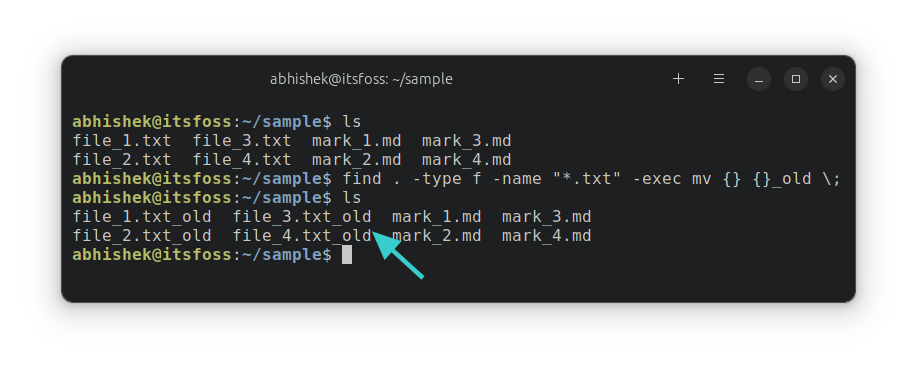 abhishek@itsfoss: ~/sample
abhishek@itsfoss:~/sample$ ls
file_1.txt  file_3.txt  mark_1.md  mark_3.md
file_2.txt  file_4.txt  mark_2.md  mark_4.md
abhishek@itsfoss:~/sample$ find . -type f -name "*.txt" -exec mv {} {}_old \;
abhishek@itsfoss:~/sample$ ls
file_1.txt_old  file_3.txt_old  mark_1.md  mark_3.md
file_2.txt_old  file_4.txt_old  mark_2.md  mark_4.md
abhishek@itsfoss:~/sample$